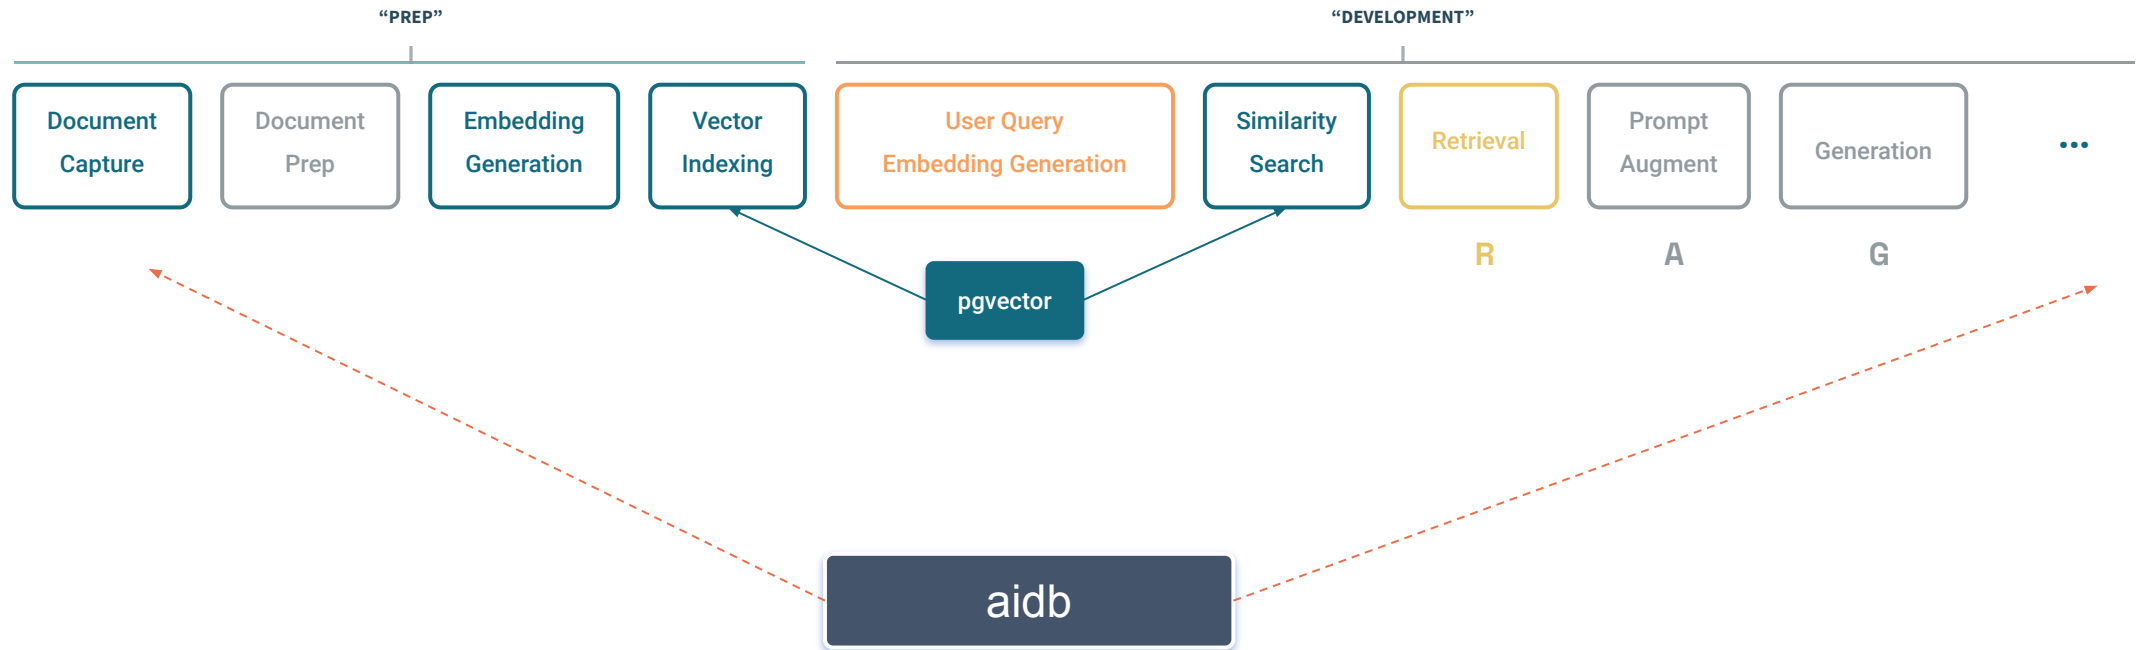 “PREP”
“DEVELOPMENT”
Document
Capture
Document
Prep
Embedding
Generation
Vector
Indexing
User Query
Embedding Generation
Similarity
Search
Retrieval
Prompt
Augment
Generation
...
R
A
G
pgvector
aidb